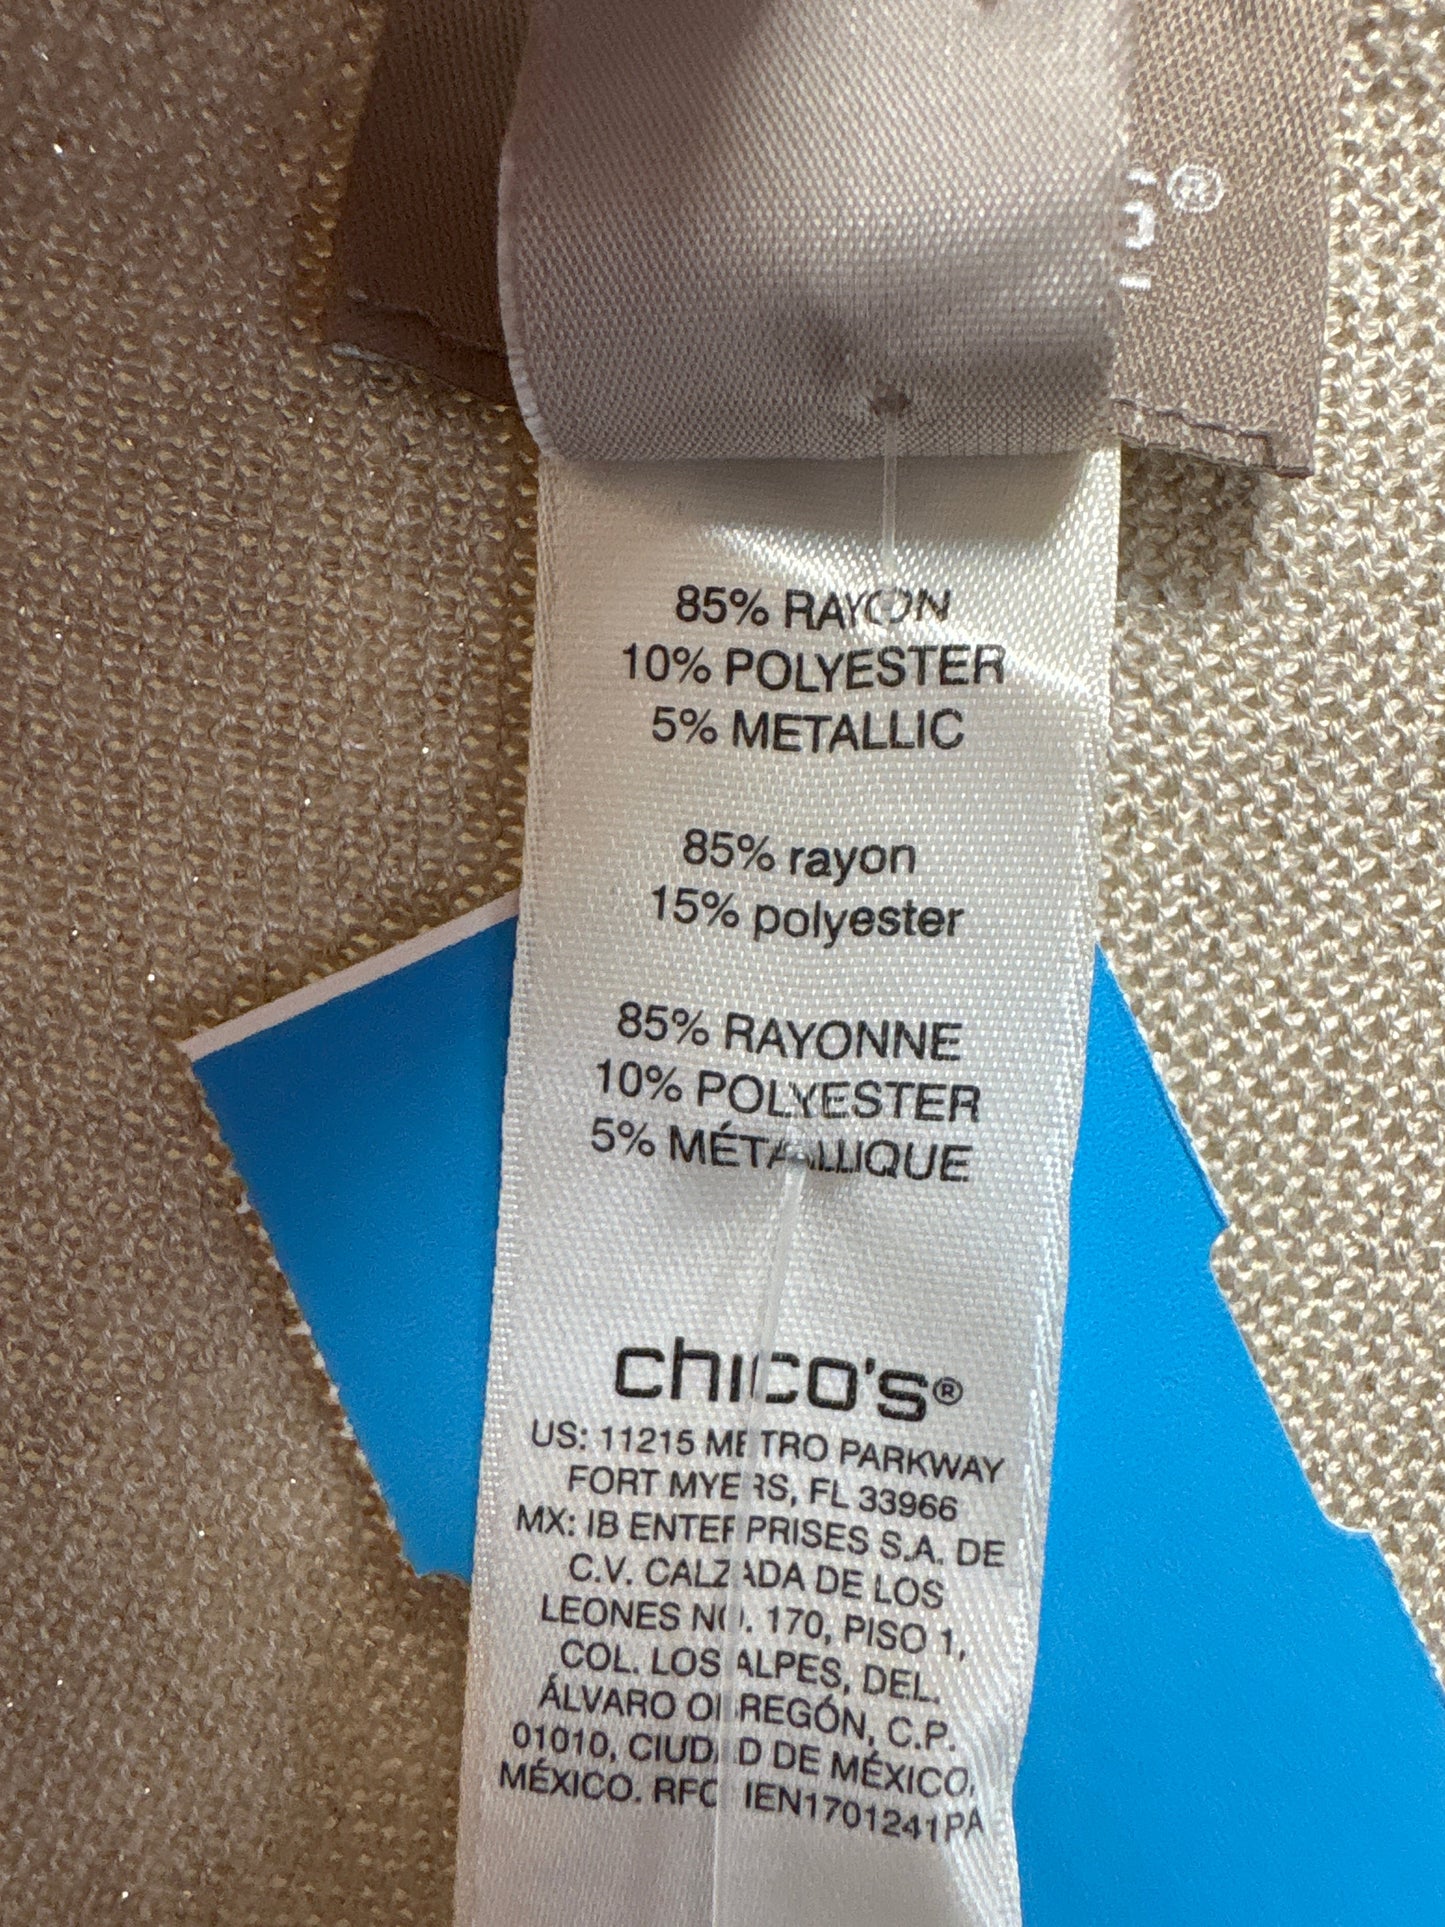 85% RAYON
10% POLYESTER
5% METALLIC
85% rayon
15% polyester
85% RAYONNE
10% POLYESTER
5% MÉTALLIQUE
chico's®
US: 11215 METRO PARKWAY
FORT MYERS, FL 33966
MX: IB ENTERPRISES S.A. DE
C.V. CALZADA DE LOS
LEONES NO. 170, PISO 1,
COL. LOS ALPES, DEL.
ÁLVARO OBREGÓN, C.P.
01010, CIUDAD DE MÉXICO,
MÉXICO. RFC IEN1701241PA